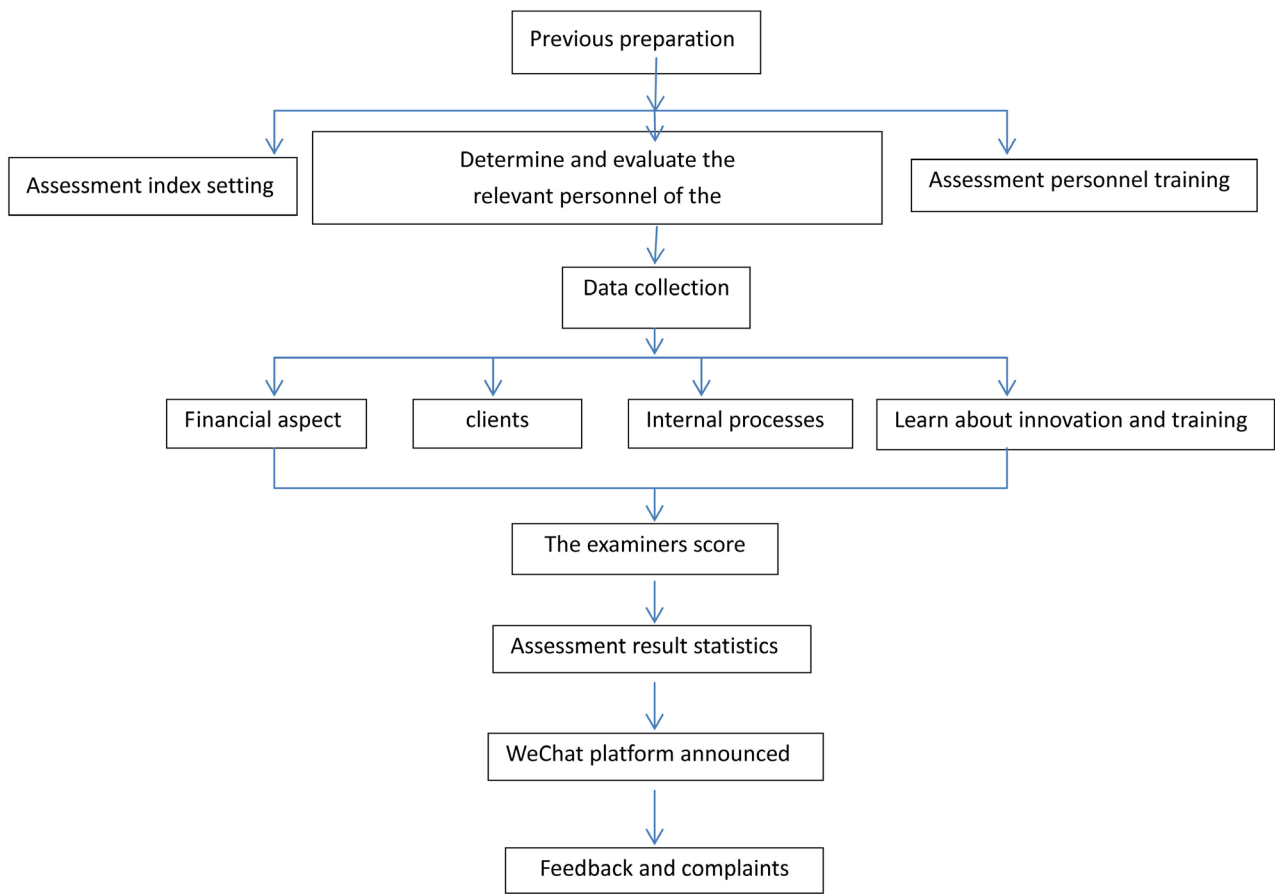 Previous preparation
Assessment index setting
Determine and evaluate the
relevant personnel of the
Assessment personnel training
Data collection
Financial aspect
clients
Internal processes
Learn about innovation and training
The examiners score
Assessment result statistics
WeChat platform announced
Feedback and complaints